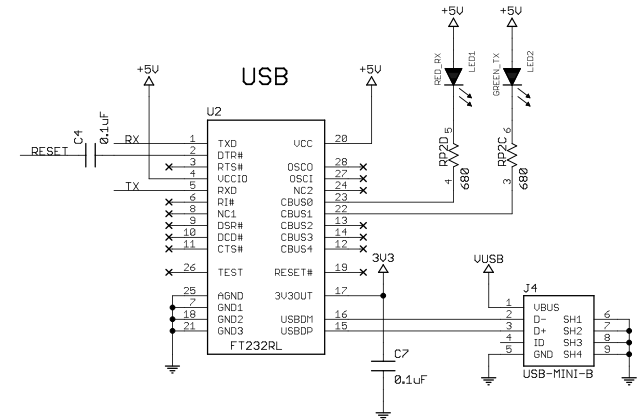 USB
+5V
+5V
+5V
+5V
RED_RX
LED1
GREEN_TX
LED2
U2
C4
0.1uF
RESET
RX
TX
1 TXD
2 DTR#
3 RTS#
4 VCCIO
5 RXD
6 RI#
8 NC1
9 DSR#
10 DCD#
11 CTS#
26 TEST
25 AGND
7 GND1
18 GND2
21 GND3
VCC 20
OSCO 28
OSCI 27
NC2 24
CBUS0 23
CBUS1 22
CBUS2 13
CBUS3 14
CBUS4 12
RESET# 19
3V3OUT 17
USBDM 16
USBDP 15
FT232RL
5
RP2D
4
680
6
RP2C
3
680
3V3
C7
0.1uF
VUSB
J4
1 VBUS
2 D-
3 D+
4 ID
5 GND
SH1 6
SH2 7
SH3 8
SH4 9
USB-MINI-B